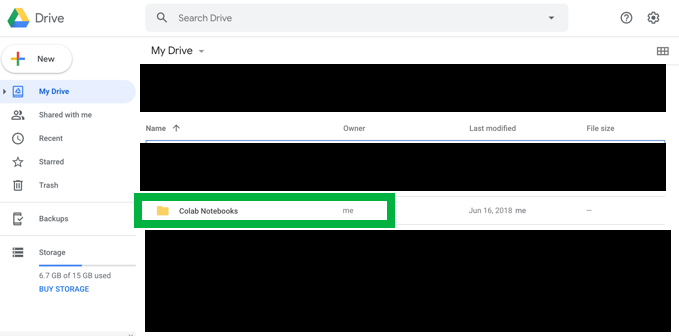 Drive
Search Drive
New
My Drive
My Drive
Shared with me
Recent
Starred
Trash
Backups
Storage
6.7 GB of 15 GB used
BUY STORAGE
Name Owner Last modified File size
Colab Notebooks me Jun 16, 2018 me —